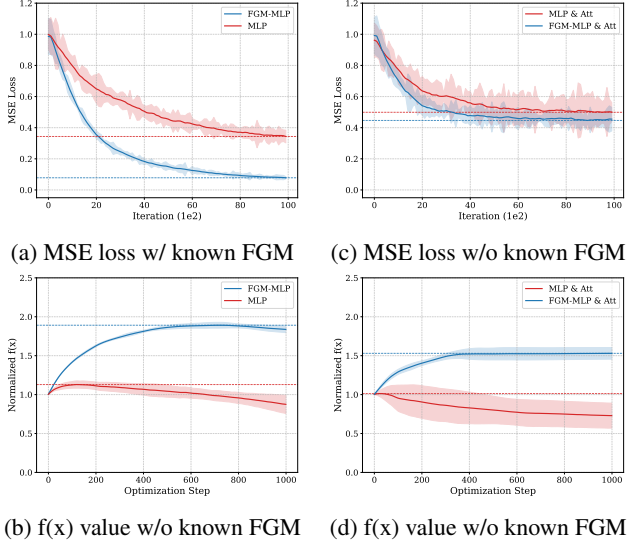 1.2
1.0
0.8
0.6
0.4
0.2
0.0
MSE Loss
FGM-MLP
MLP
0 20 40 60 80 100
Iteration (1e2)
(a) MSE loss w/ known FGM
1.2
1.0
0.8
0.6
0.4
0.2
0.0
MSE Loss
MLP & Att
FGM-MLP & Att
0 20 40 60 80 100
Iteration (1e2)
(c) MSE loss w/o known FGM
2.5
2.0
1.5
1.0
0.5
0.0
Normalized f(x)
FGM-MLP
MLP
0 200 400 600 800 1000
Optimization Step
(b) f(x) value w/o known FGM
2.5
2.0
1.5
1.0
0.5
0.0
Normalized f(x)
MLP & Att
FGM-MLP & Att
0 200 400 600 800 1000
Optimization Step
(d) f(x) value w/o known FGM